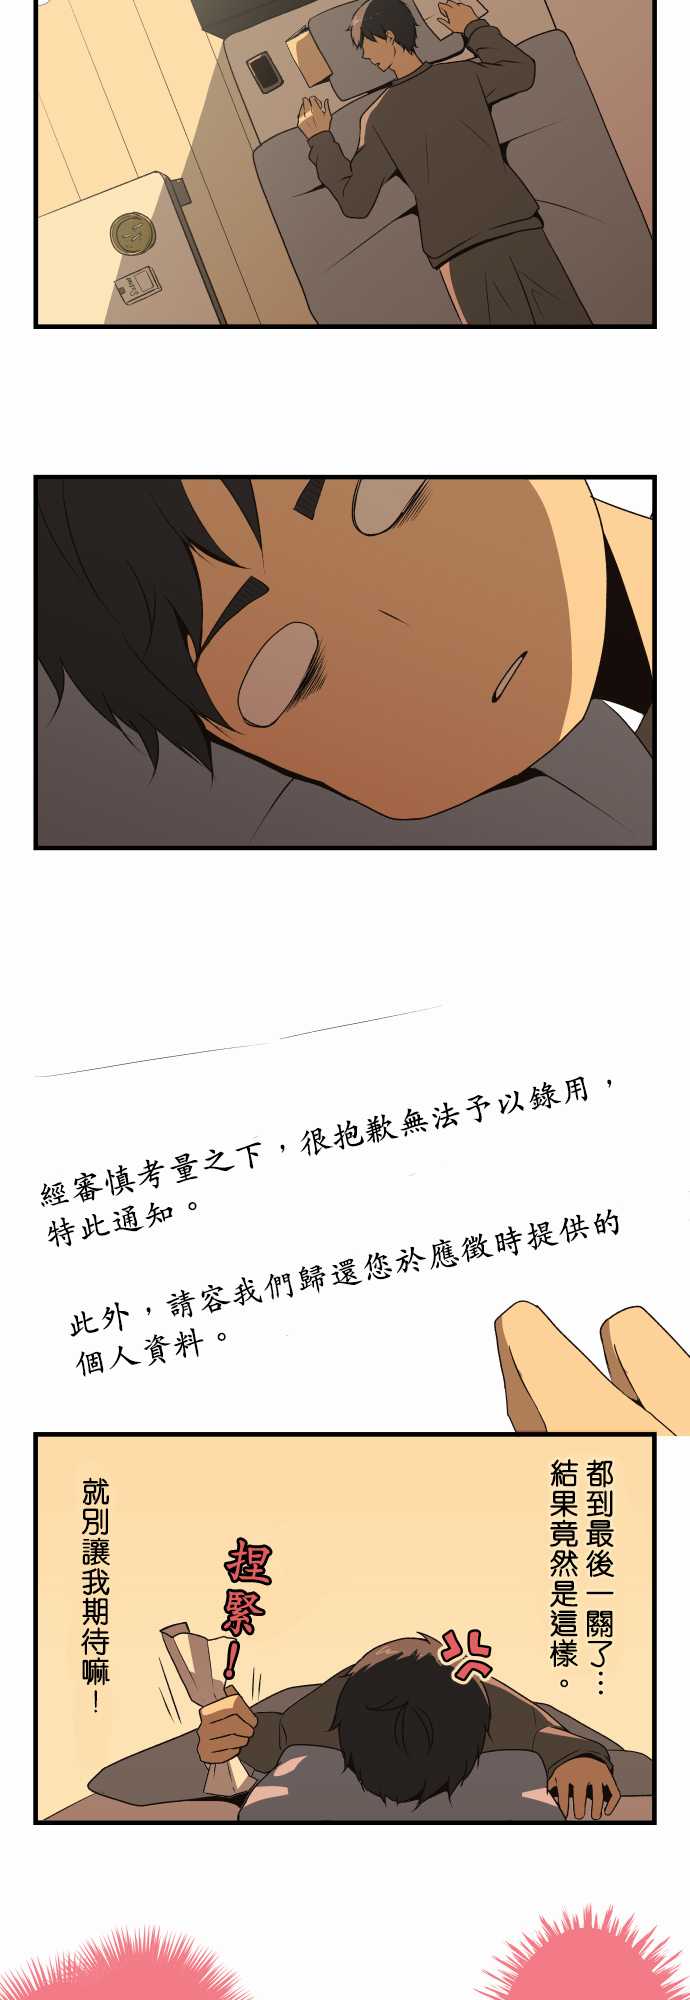 經審慎考量之下，很抱歉無法予以錄用，
特此通知。
此外，請容我們歸還您於應徵時提供的
個人資料。
都到最後一關了…
結果竟然是這樣。
捏緊！
就別讓我期待嘛！